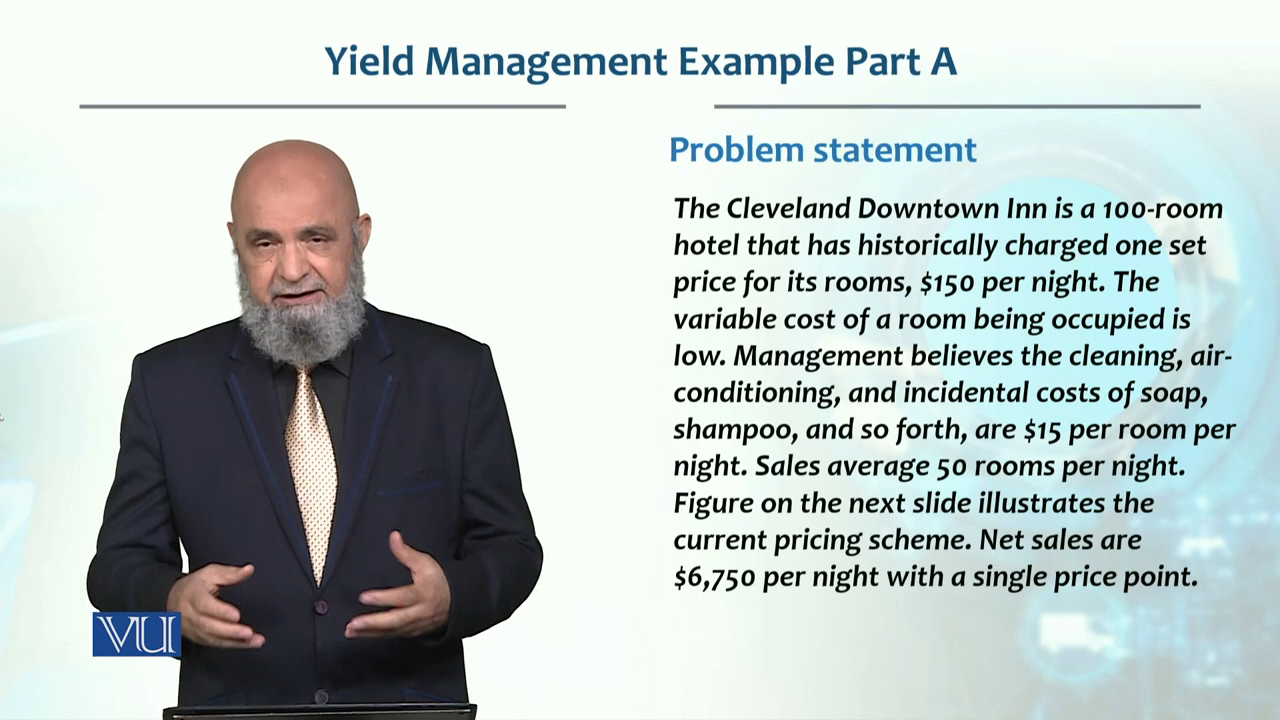 Yield Management Example Part A
Problem statement
The Cleveland Downtown Inn is a 100-room
hotel that has historically charged one set
price for its rooms, $150 per night. The
variable cost of a room being occupied is
low. Management believes the cleaning, air-
conditioning, and incidental costs of soap,
shampoo, and so forth, are $15 per room per
night. Sales average 50 rooms per night.
Figure on the next slide illustrates the
current pricing scheme. Net sales are
$6,750 per night with a single price point.
VU